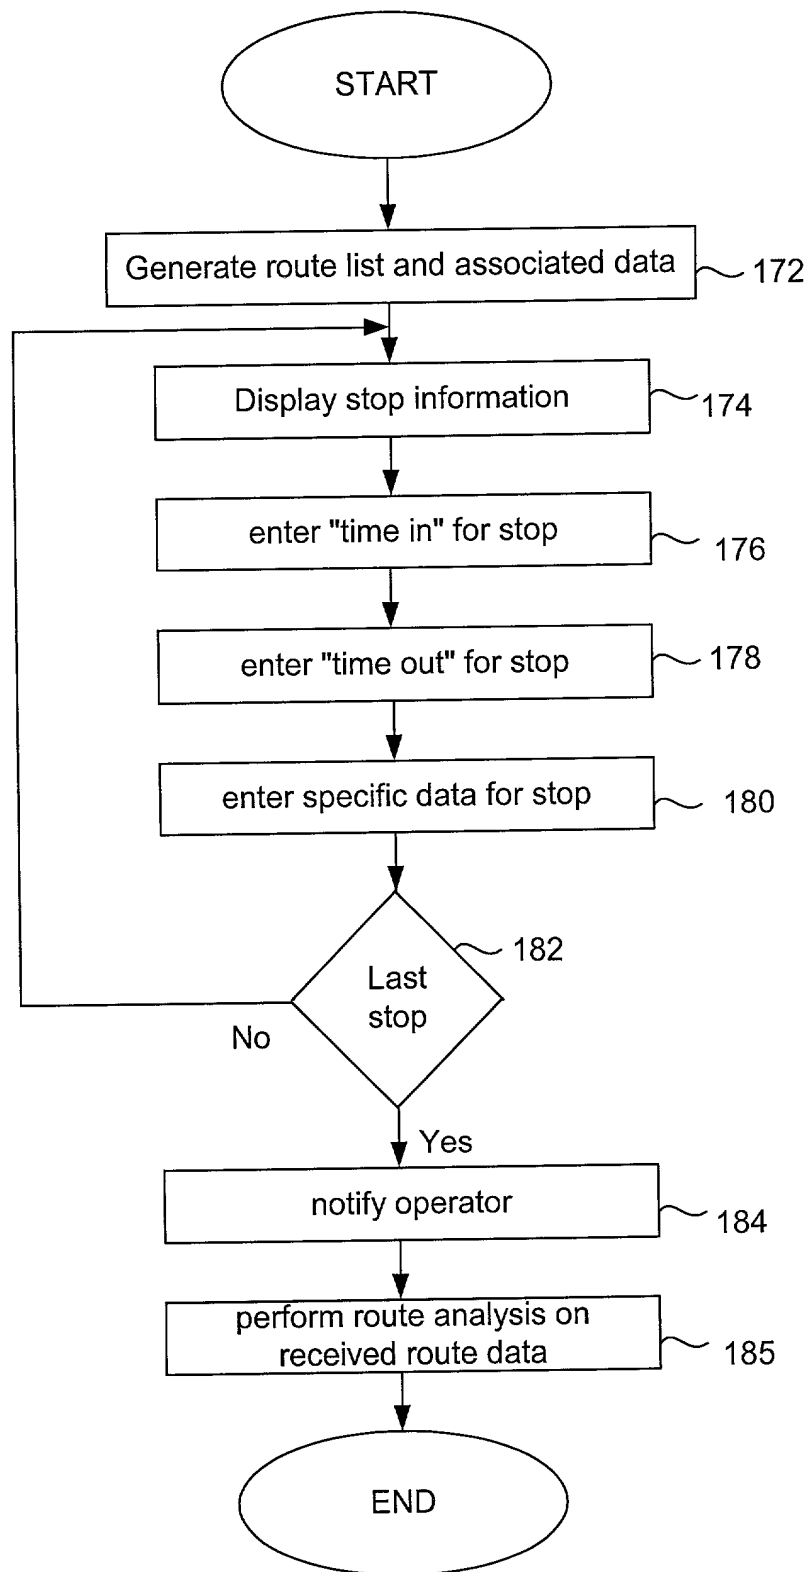 START
Generate route list and associated data
172
Display stop information
174
enter "time in" for stop
176
enter "time out" for stop
178
enter specific data for stop
180
182
Last
stop
No
Yes
notify operator
184
perform route analysis on
received route data
185
END